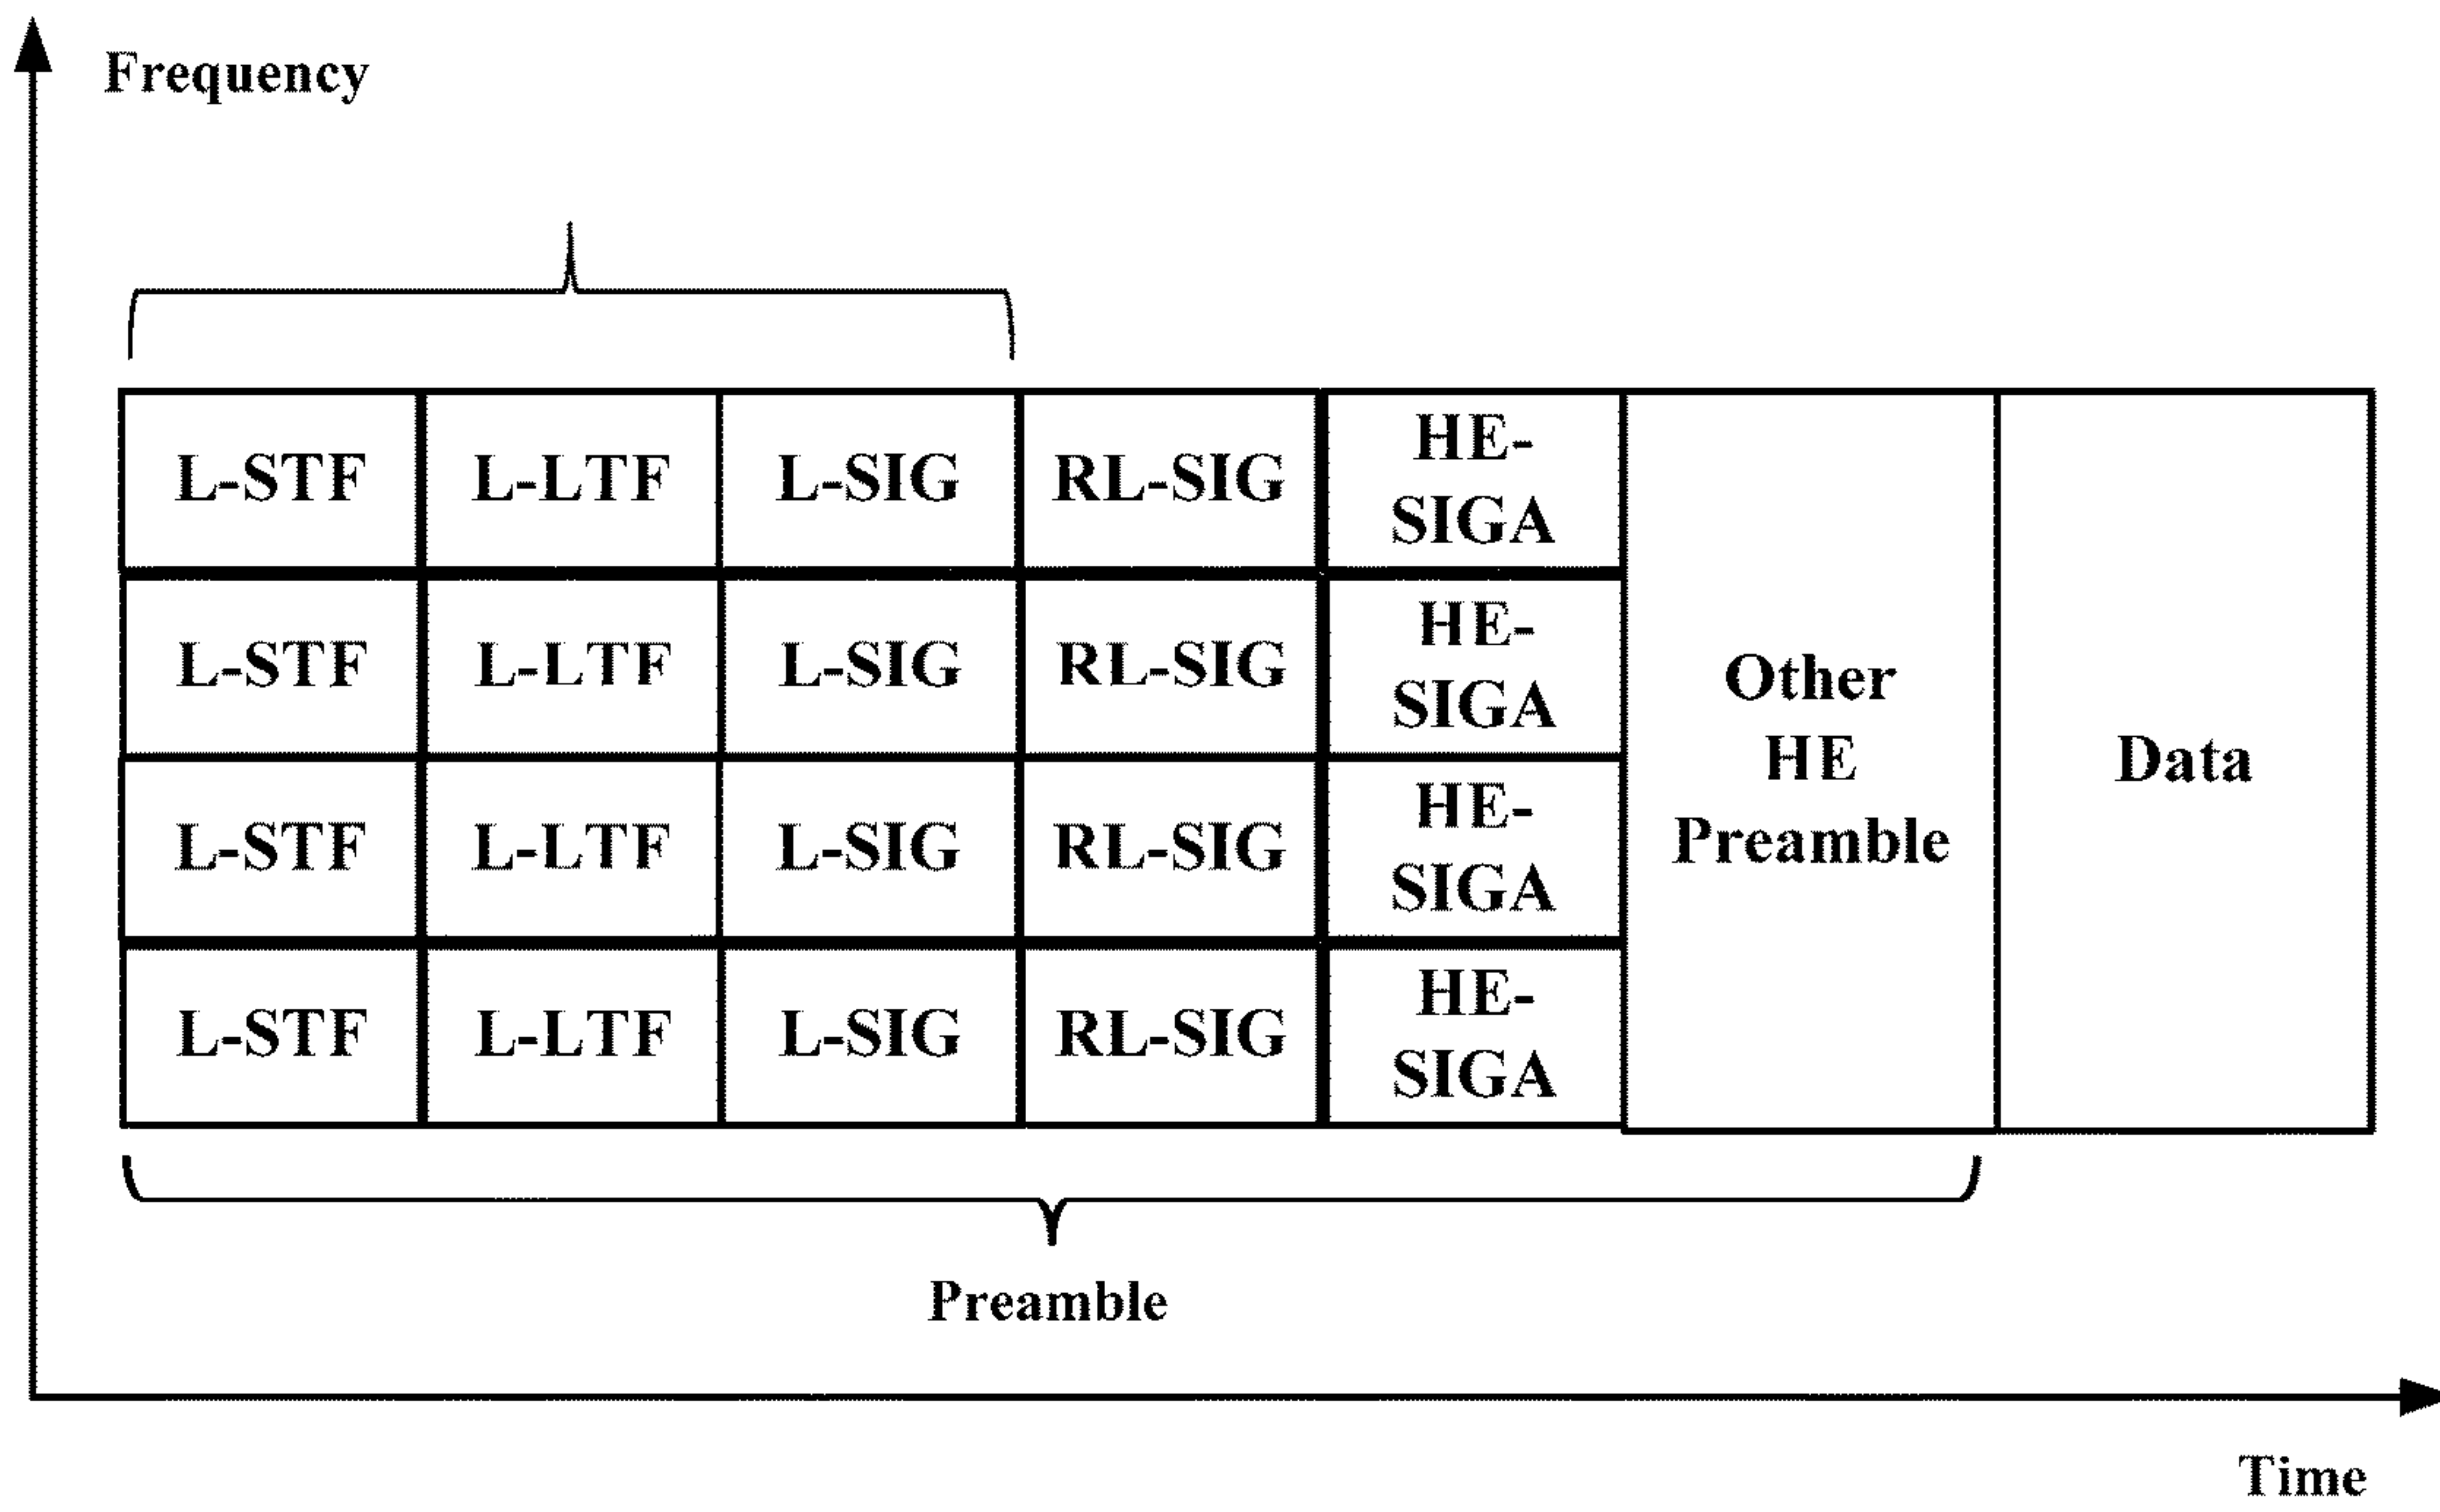 Frequency
L-STF L-LTF L-SIG RL-SIG HE-
SIGA
L-STF L-LTF L-SIG RL-SIG HE-
SIGA
L-STF L-LTF L-SIG RL-SIG HE-
SIGA
L-STF L-LTF L-SIG RL-SIG HE-
SIGA
Other
HE
Preamble
Data
Preamble
Time